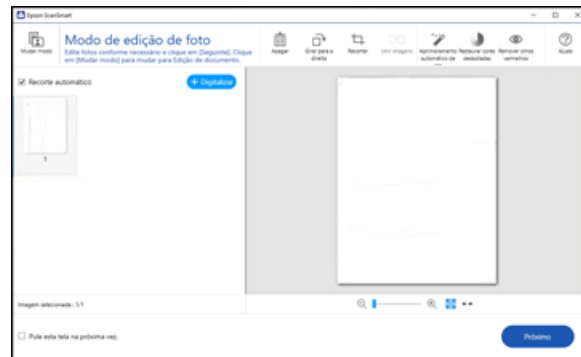 Epson ScanSmart
Mudar modo
Modo de edição de foto
Edite fotos conforme necessário e clique em [Seguinte]. Clique
em [Mudar modo] para mudar para Edição de documento.
Apagar
Girar para a
direita
Recortar
Unir imagens
Aprimoramento
automático de
Restaurar cores
desbotadas
Remover olhos
vermelhos
Ajuda
Recorte automático
+ Digitalizar
1
Imagem selecionada: 1/1
Pule esta tela na próxima vez.
Próximo